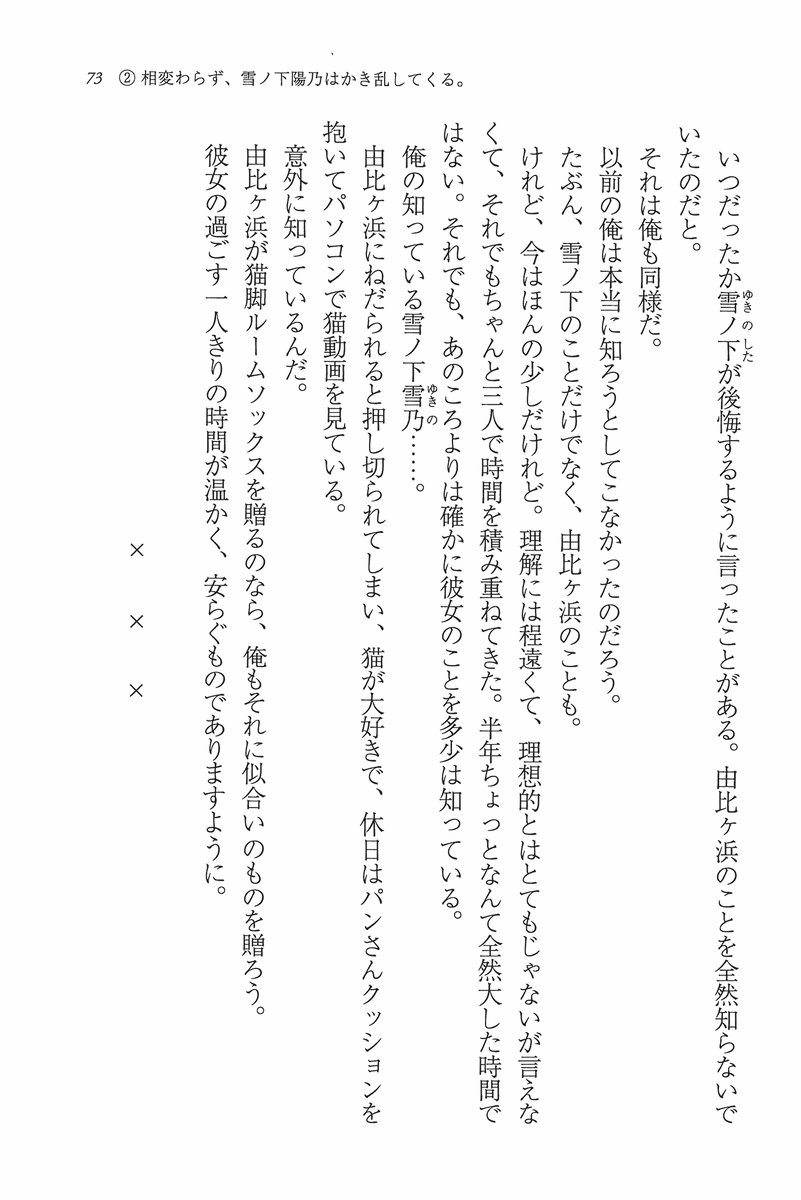 73 ② 相変わらず、雪ノ下陽乃はかき乱してくる。
いつだったか雪ノ下が後悔するように言ったことがある。由比ヶ浜のことを全然知らないで
ゆきのした
いたのだと。
それは俺も同様だ。
以前の俺は本当に知ろうとしてこなかったのだろう。
たぶん、雪ノ下のことだけでなく、由比ヶ浜のことも。
けれど、今はほんの少しだけれど。理解には程遠くて、理想的とはとてもじゃないが言えな
くて、それでもちゃんと三人で時間を積み重ねてきた。半年ちょっとなんて全然大した時間で
はない。それでも、あのころよりは確かに彼女のことを多少は知っている。
俺の知っている雪ノ下雪乃……。
ゆきの
由比ヶ浜にねだられると押し切られてしまい、猫が大好きで、休日はパンさんクッションを
抱いてパソコンで猫動画を見ている。
意外に知っているんだ。
由比ヶ浜が猫脚ルームソックスを贈るのなら、俺もそれに似合いのものを贈ろう。
彼女の過ごす一人きりの時間が温かく、安らぐものでありますように。
× × ×